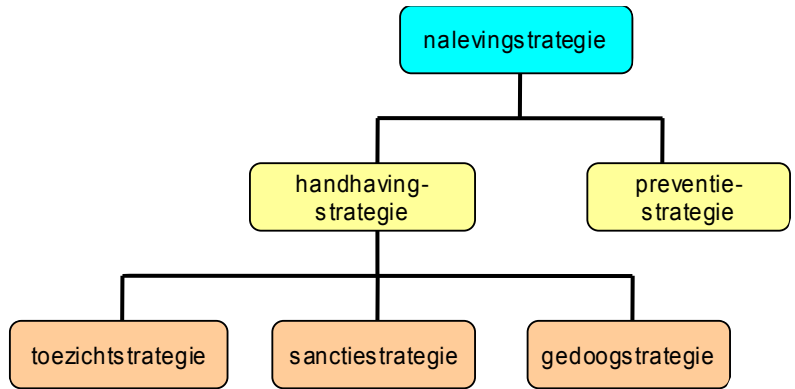 nalevingstrategie
handhaving-
strategie
preventie-
strategie
toezichtstrategie
sanctiestrategie
gedoogstrategie